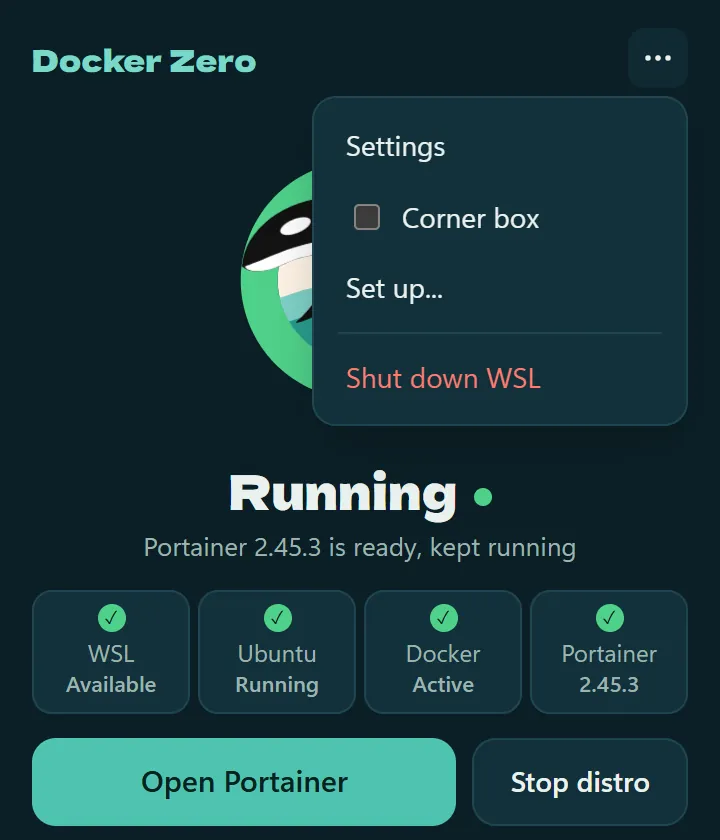 Docker Zero
Settings
Corner box
Set up...
Shut down WSL
Running
Portainer 2.45.3 is ready, kept running
WSL
Available
Ubuntu
Running
Docker
Active
Portainer
2.45.3
Open Portainer
Stop distro